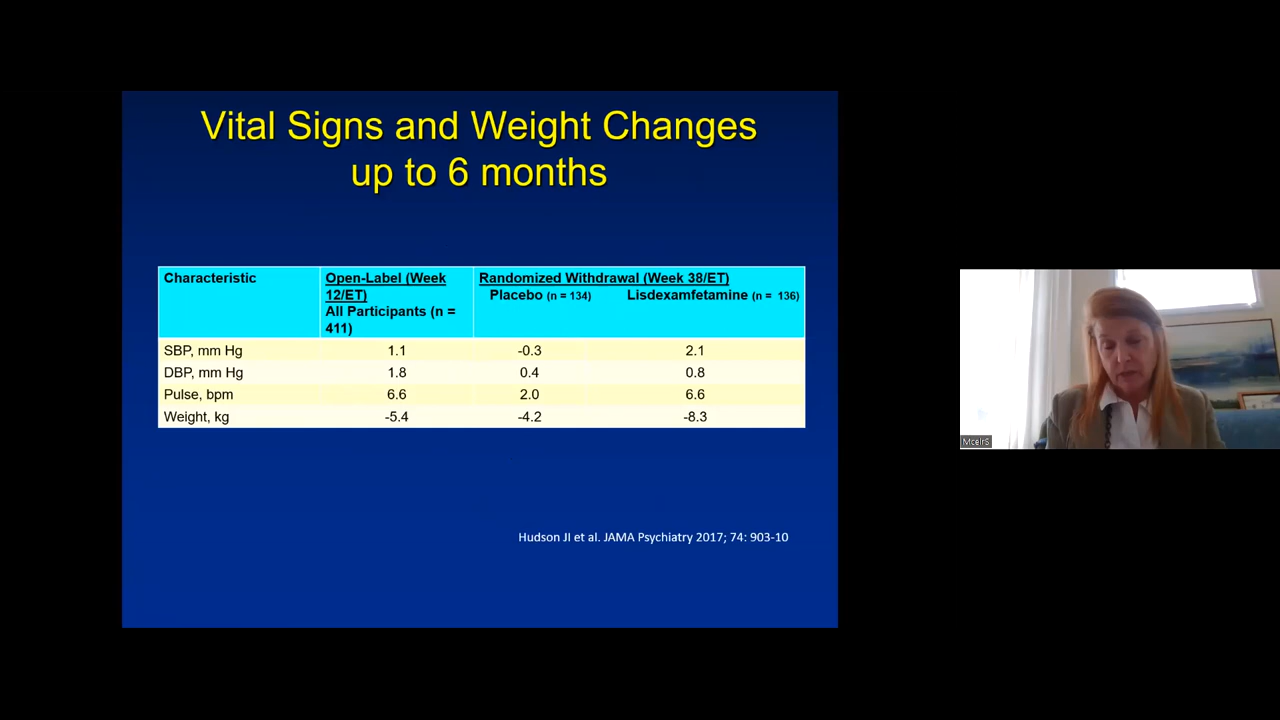 Vital Signs and Weight Changes
up to 6 months
Characteristic
Open-Label (Week
12/ET)
All Participants (n =
411)
Randomized Withdrawal (Week 38/ET)
Placebo (n = 134) Lisdexamfetamine (n = 136)
SBP, mm Hg 1.1 -0.3 2.1
DBP, mm Hg 1.8 0.4 0.8
Pulse, bpm 6.6 2.0 6.6
Weight, kg -5.4 -4.2 -8.3
Hudson JI et al. JAMA Psychiatry 2017; 74: 903-10
McelrS